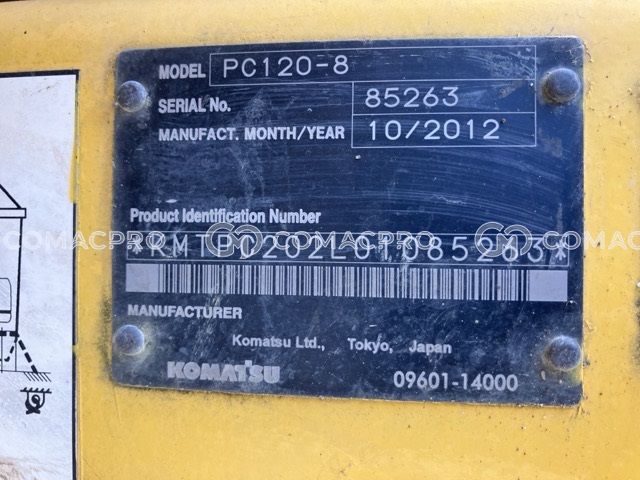 MODEL PC120-8
SERIAL No. 85263
MANUFACT. MONTH/YEAR 10/2012
Product Identification Number
COMACPRO COMACPRO COMACPRO
MANUFACTURER
Komatsu Ltd., Tokyo, Japan
KOMATSU 09601-14000